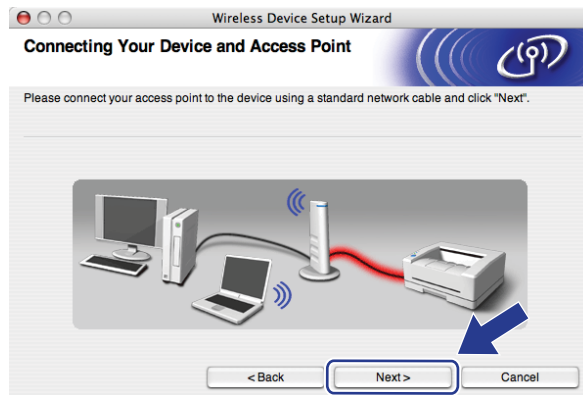 Wireless Device Setup Wizard
Connecting Your Device and Access Point
Please connect your access point to the device using a standard network cable and click "Next".
< Back Next > Cancel